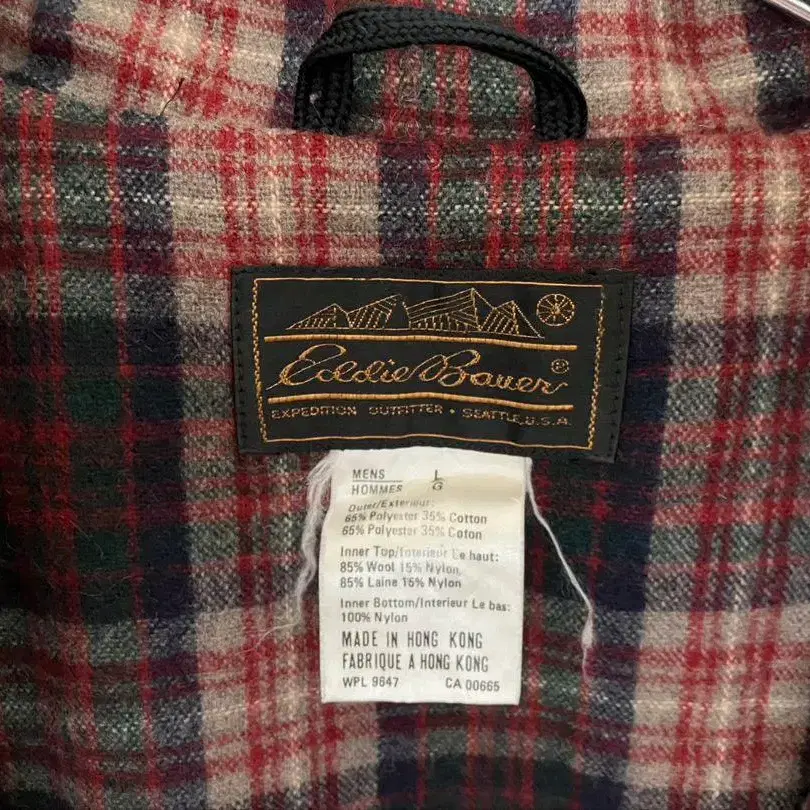 Eddie Bauer®
EXPEDITION OUTFITTER • SEATTLE, U.S.A.
MENS L
HOMMES G
Outer/Exterieur:
65% Polyester 35% Cotton
65% Polyester 35% Coton
Inner Top/Interieur Le haut:
85% Wool 15% Nylon
85% Laine 15% Nylon
Inner Bottom/Interieur Le bas:
100% Nylon
MADE IN HONG KONG
FABRIQUE A HONG KONG
WPL 9647 CA 00665